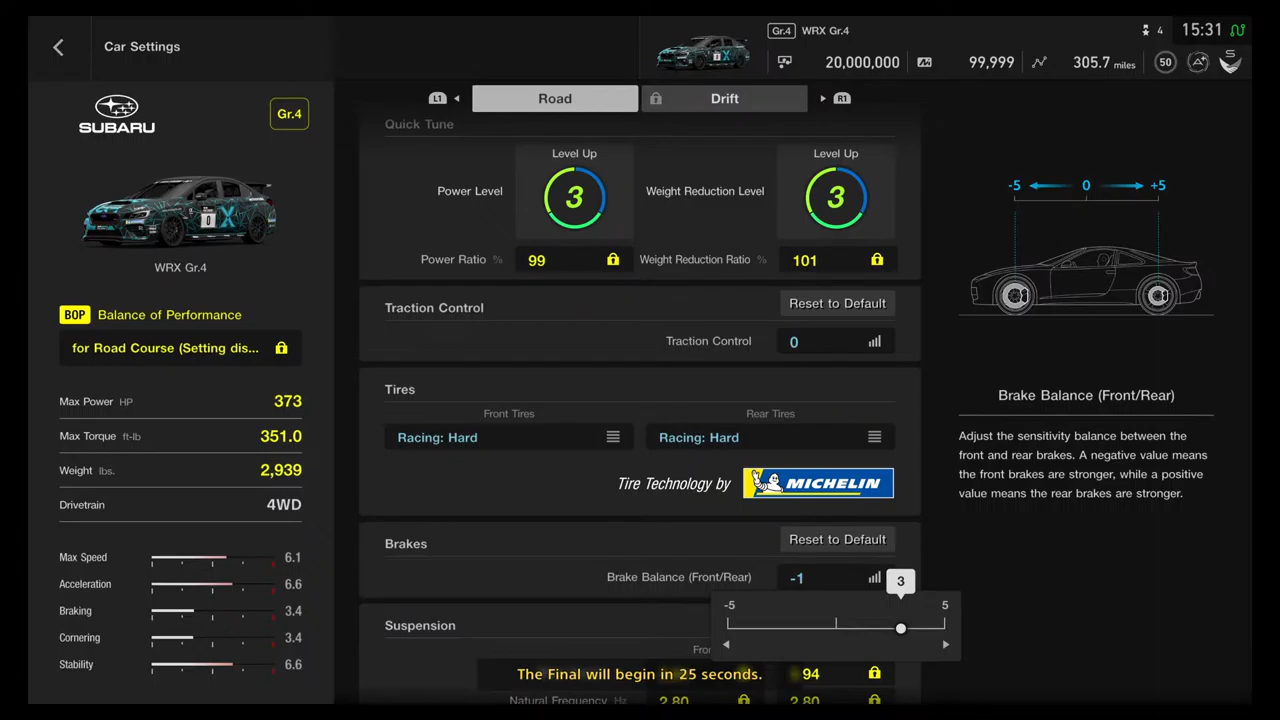 Car Settings
Gr.4 WRX Gr.4
4
15:31
20,000,000
99,999
305.7 miles
50
SUBARU
Gr.4
WRX Gr.4
BOP Balance of Performance
for Road Course (Setting dis...
Max Power HP 373
Max Torque ft-lb 351.0
Weight lbs. 2,939
Drivetrain 4WD
Max Speed 6.1
Acceleration 6.6
Braking 3.4
Cornering 3.4
Stability 6.6
L1 Road Drift R1
Quick Tune
Level Up Level Up
Power Level 3 Weight Reduction Level 3
Power Ratio % 99 Weight Reduction Ratio % 101
Traction Control Reset to Default
Traction Control 0
Tires
Front Tires Rear Tires
Racing: Hard Racing: Hard
Tire Technology by MICHELIN
Brakes Reset to Default
Brake Balance (Front/Rear) -1
3
-5 5
Suspension
Fro
The Final will begin in 25 seconds.
94
Natural Frequency Hz 2.80 2.80
-5 0 +5
Brake Balance (Front/Rear)
Adjust the sensitivity balance between the
front and rear brakes. A negative value means
the front brakes are stronger, while a positive
value means the rear brakes are stronger.